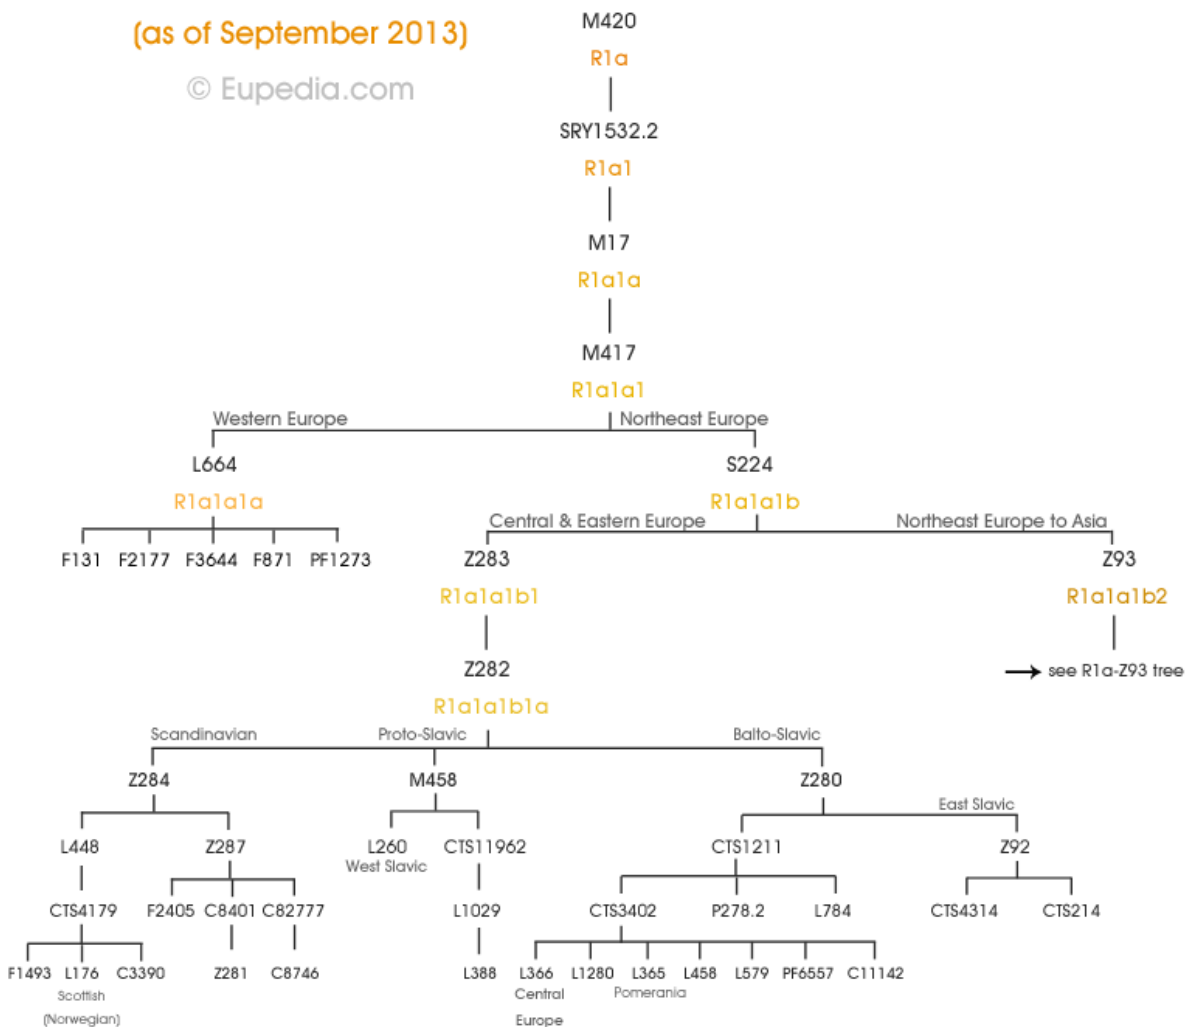 M420
(as of September 2013)
R1a
© Eupedia.com
SRY1532.2
R1a1
M17
R1a1a
M417
R1a1a1
Western Europe Northeast Europe
L664 S224
R1a1a1a R1a1a1b
Central & Eastern Europe Northeast Europe to Asia
F131 F2177 F3644 F871 PF1273 Z283 Z93
R1a1a1b1 R1a1a1b2
Z282 see R1a-Z93 tree
R1a1a1b1a
Scandinavian Proto-Slavic Balto-Slavic
Z284 M458 Z280
East Slavic
L448 Z287 L260 CTS11962 CTS1211 Z92
West Slavic
CTS4179 F2405 C8401 C82777 L1029 CTS3402 P278.2 L784 CTS4314 CTS214
F1493 L176 C3390 Z281 C8746 L388 L366 L1280 L365 L458 L579 PF6557 C11142
Scottish Central Pomerania
(Norwegian) Europe